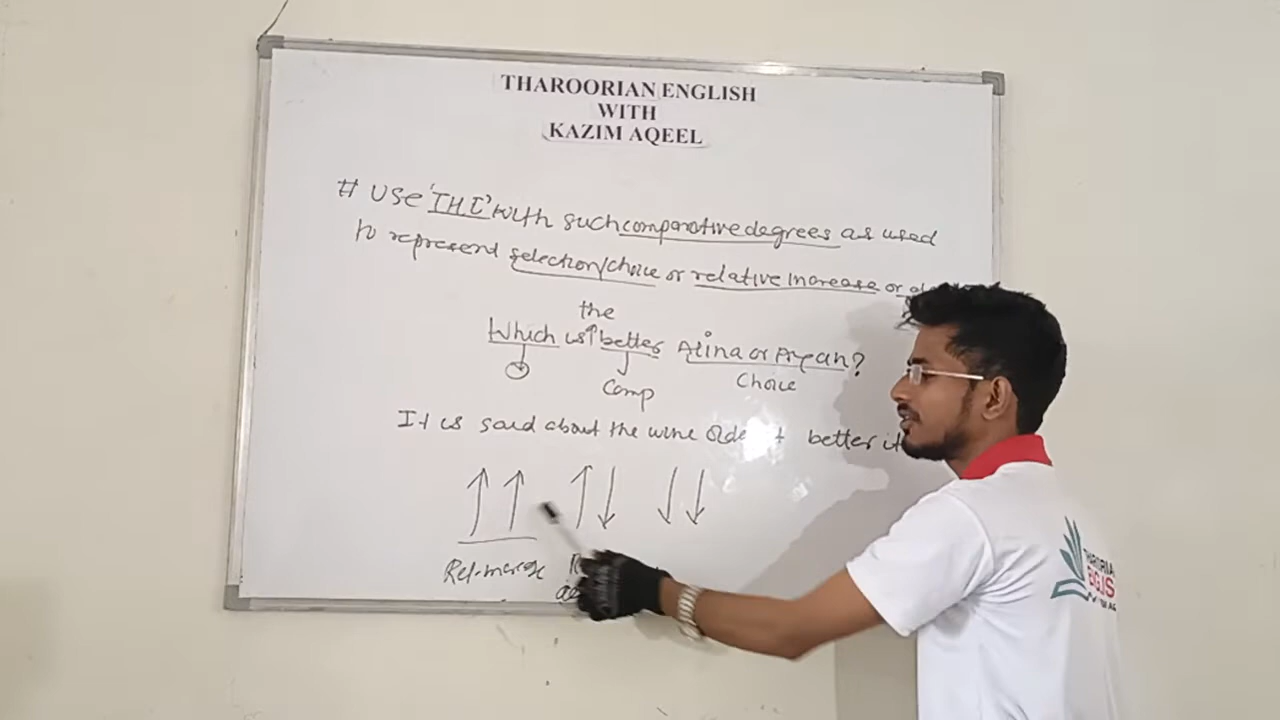 THAROORIAN ENGLISH
WITH
KAZIM AQEEL
# USE 'THE' with such comparative degrees as used
to represent selection/choice or relative increase or
the
Which is better Alina or Aryan?
Comp
Choice
It is said about the wine better it